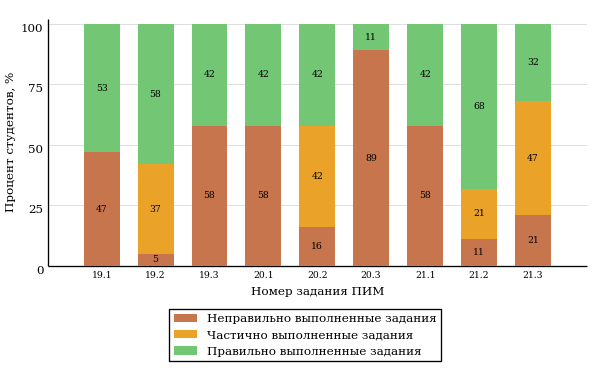 100
75
50
25
0
Процент студентов, %
53 58 42 42 42 11 42 68 32
47 37 58 58 42 89 58 21 47
5 16 11 21
19.1 19.2 19.3 20.1 20.2 20.3 21.1 21.2 21.3
Номер задания ПИМ
Неправильно выполненные задания
Частично выполненные задания
Правильно выполненные задания